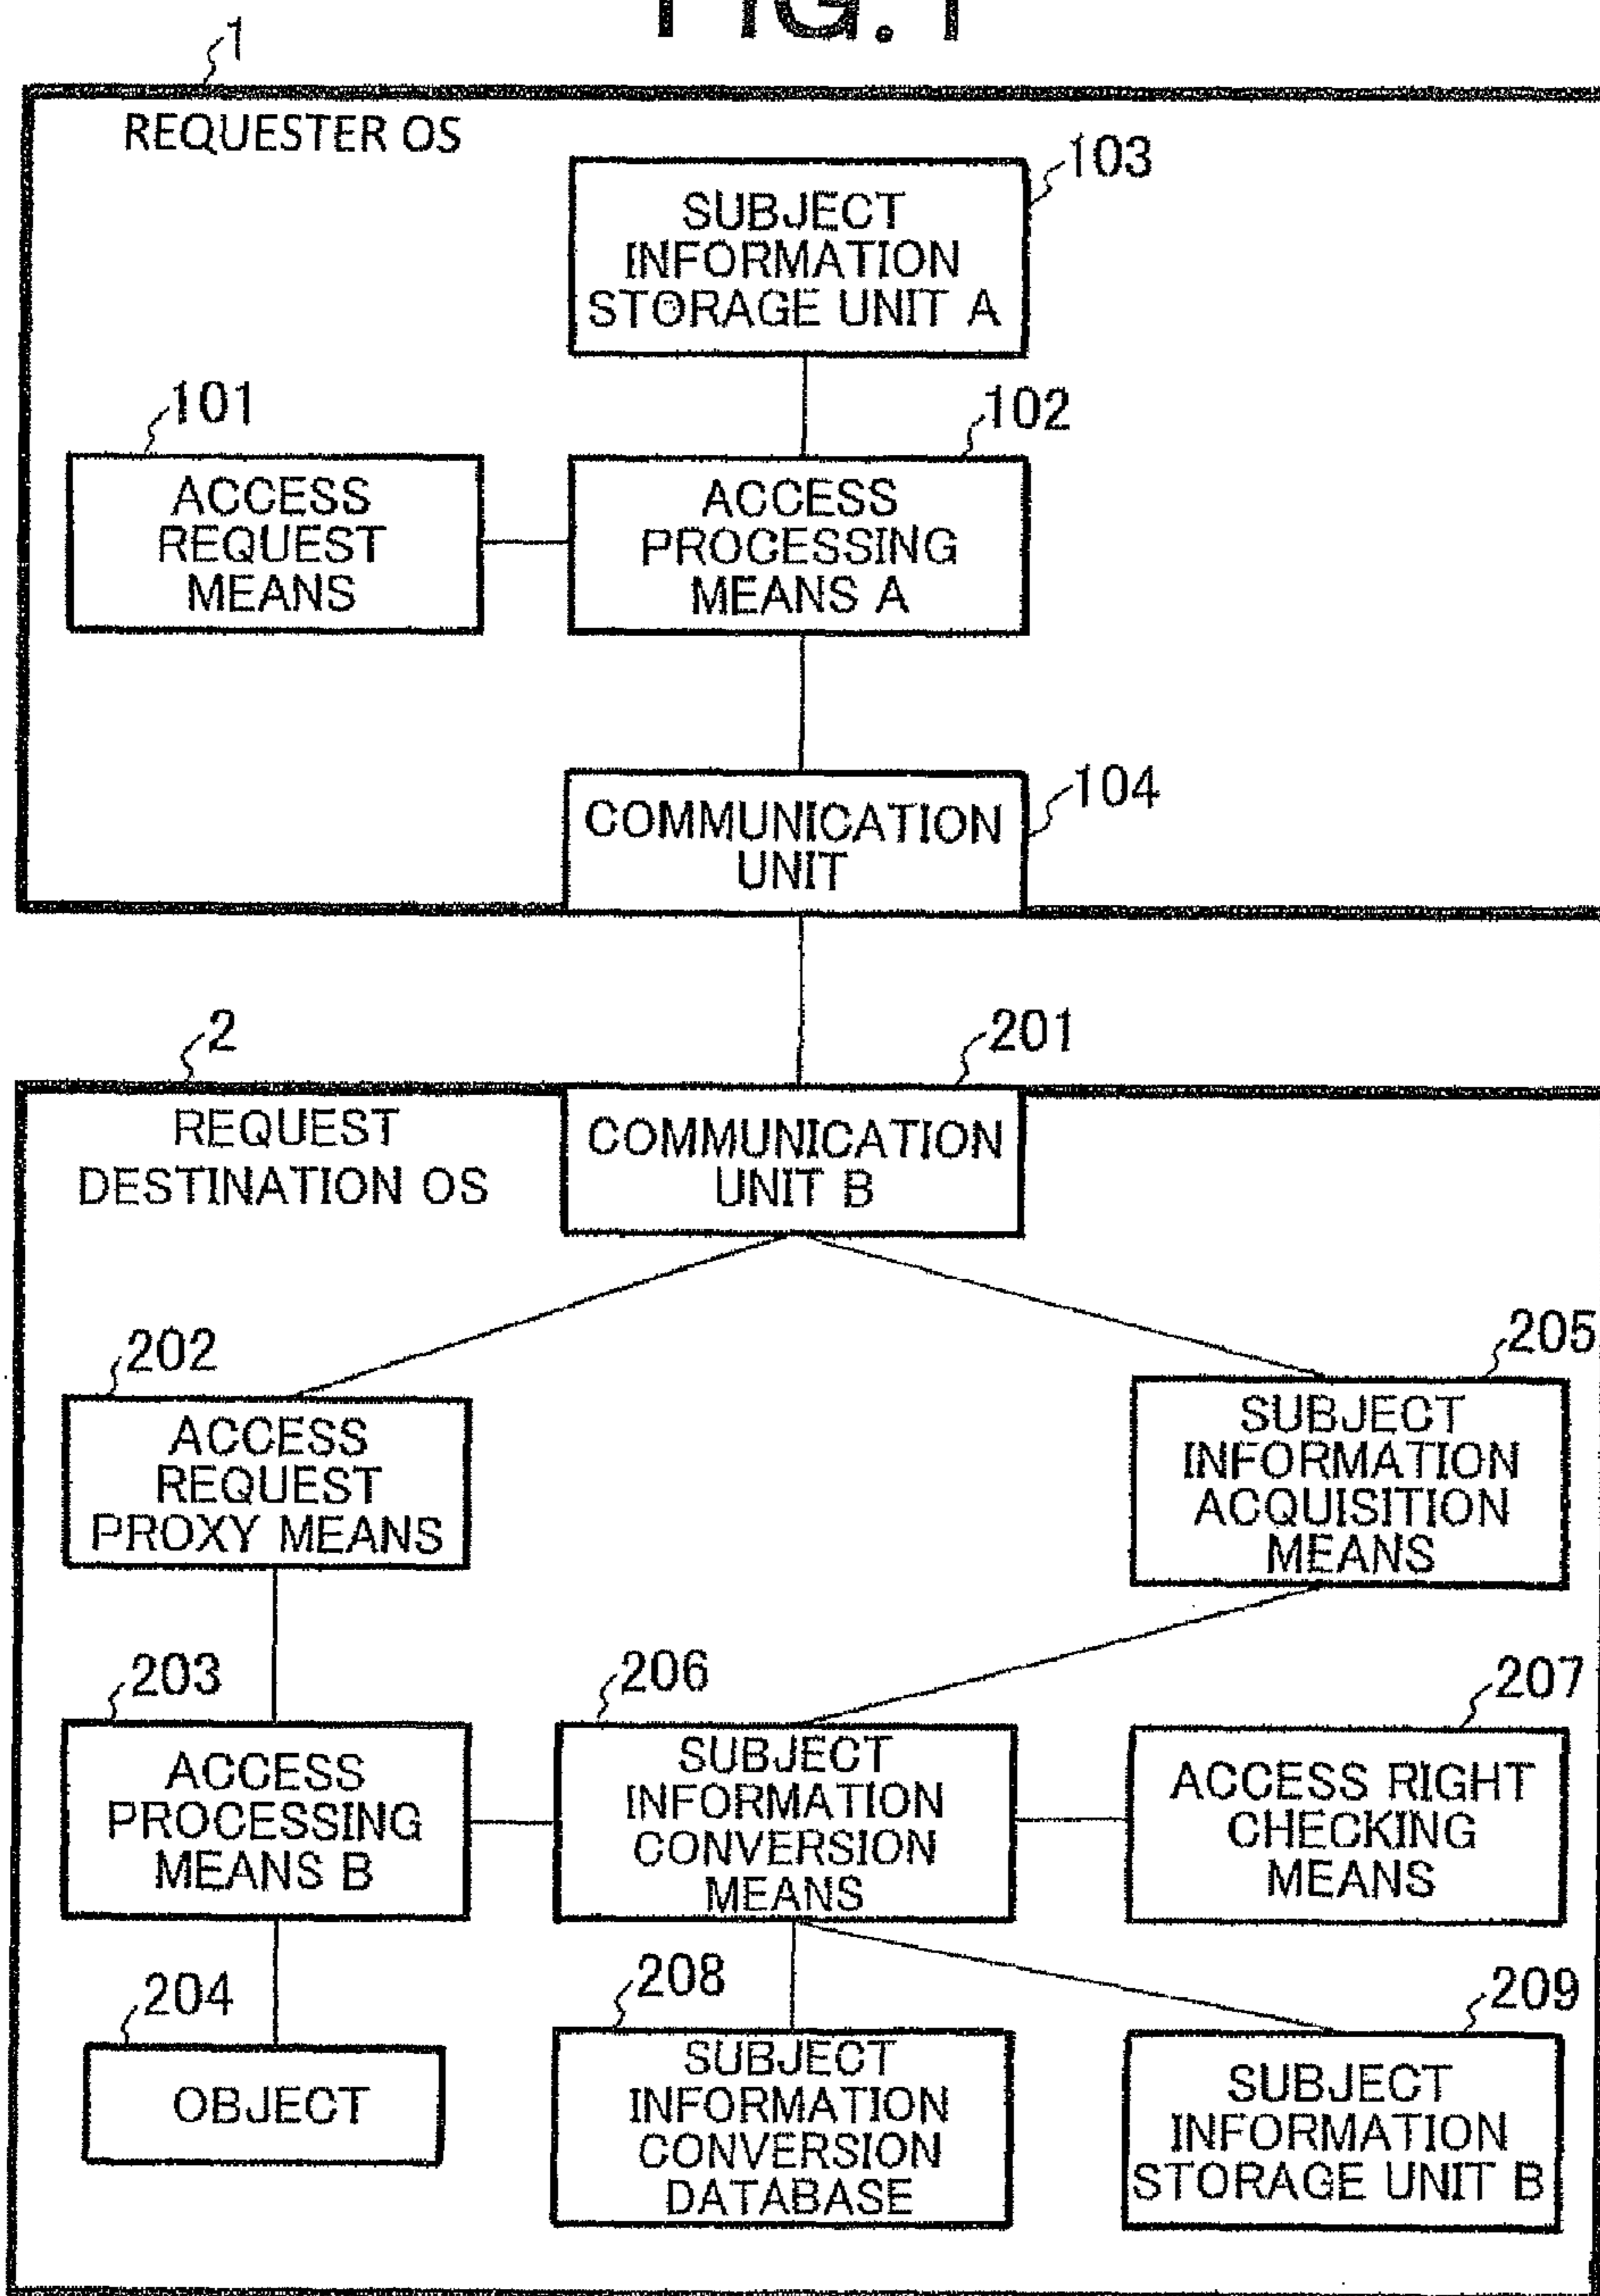 FIG.1
1
REQUESTER OS
103
SUBJECT
INFORMATION
STORAGE UNIT A
101
ACCESS
REQUEST
MEANS
102
ACCESS
PROCESSING
MEANS A
104
COMMUNICATION
UNIT
2
REQUEST
DESTINATION OS
201
COMMUNICATION
UNIT B
202
ACCESS
REQUEST
PROXY MEANS
205
SUBJECT
INFORMATION
ACQUISITION
MEANS
203
ACCESS
PROCESSING
MEANS B
206
SUBJECT
INFORMATION
CONVERSION
MEANS
207
ACCESS RIGHT
CHECKING
MEANS
204
OBJECT
208
SUBJECT
INFORMATION
CONVERSION
DATABASE
209
SUBJECT
INFORMATION
STORAGE UNIT B